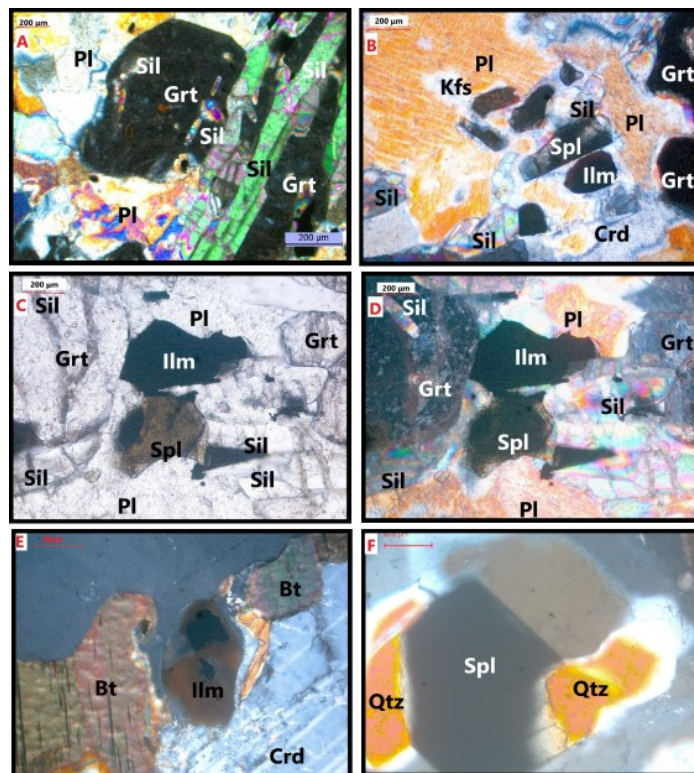 200 µm
A
Pl
Sil
Grt
Sil
Sil
Sil
Grt
Pl
200 µm
200 µm
B
Pl
Kfs
Sil
Spl
Pl
Grt
Ilm
Grt
Sil
Sil
Crd
200 µm
C
Sil
Pl
Grt
Ilm
Grt
Spl
Sil
Sil
Sil
Pl
200 µm
D
Sil
Pl
Ilm
Grt
Grt
Sil
Spl
Sil
Pl
E
Bt
Bt
Ilm
Crd
F
Spl
Qtz
Qtz